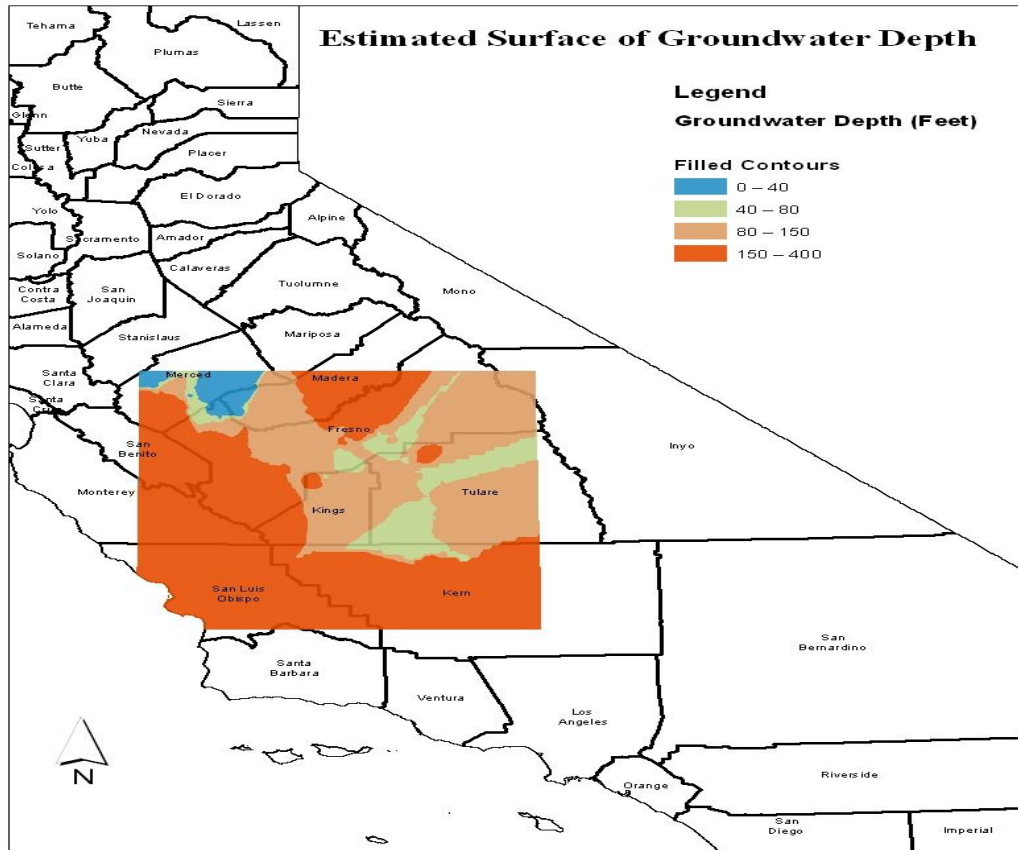 Estimated Surface of Groundwater Depth
Legend
Groundwater Depth (Feet)
Filled Contours
0 – 40
40 – 80
80 – 150
150 – 400
Tehama
Lassen
Plumas
Butte
Sierra
Glenn
Nevada
Yuba
Sutter
Placer
Colusa
El Dorado
Yolo
Alpine
Sacramento
Amador
Solano
Calaveras
Contra
Costa
San
Joaquin
Tuolumne
Mono
Alameda
Stanislaus
Mariposa
Santa
Clara
Merced
Madera
Santa
Cruz
Fresno
San
Benito
Inyo
Monterey
Tulare
Kings
San Luis
Obispo
Kern
San
Bernardino
Santa
Barbara
Ventura
Los
Angeles
Riverside
Orange
San
Diego
Imperial
N